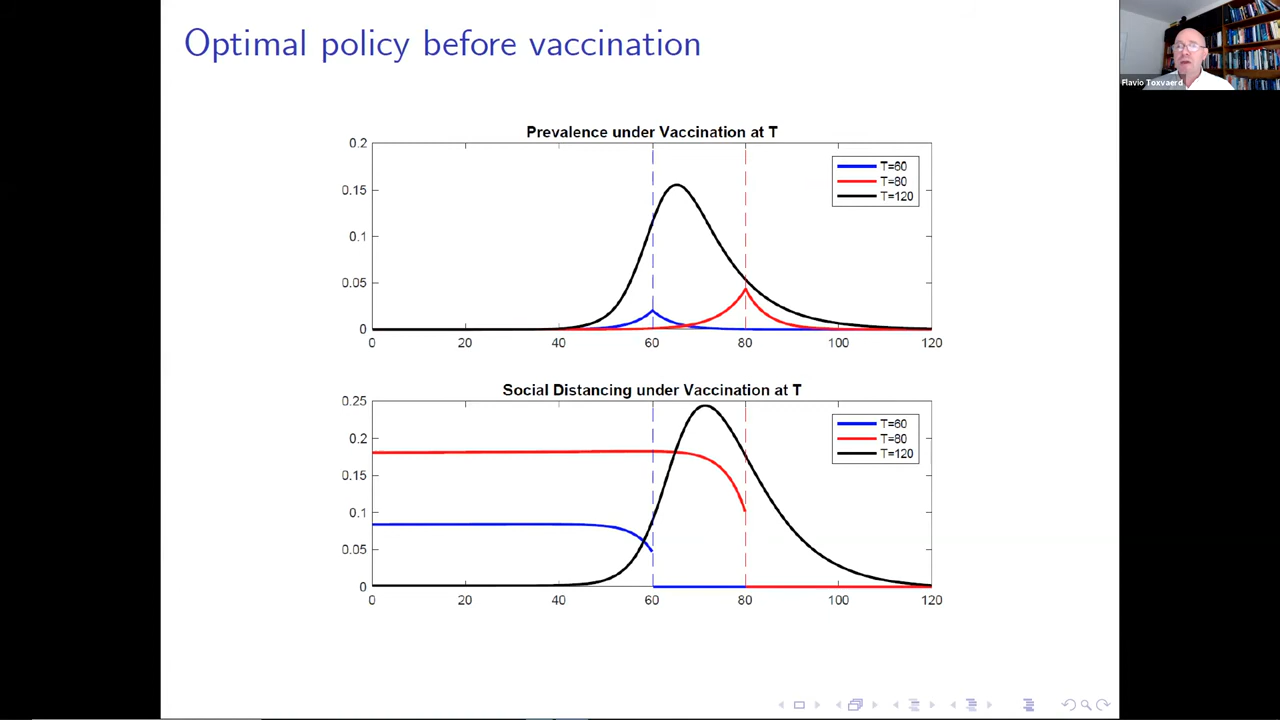 Optimal policy before vaccination
Flavio Toxvaerd
Prevalence under Vaccination at T
0.2
0.15
0.1
0.05
0
0 20 40 60 80 100 120
T=60
T=80
T=120
Social Distancing under Vaccination at T
0.25
0.2
0.15
0.1
0.05
0
0 20 40 60 80 100 120
T=60
T=80
T=120